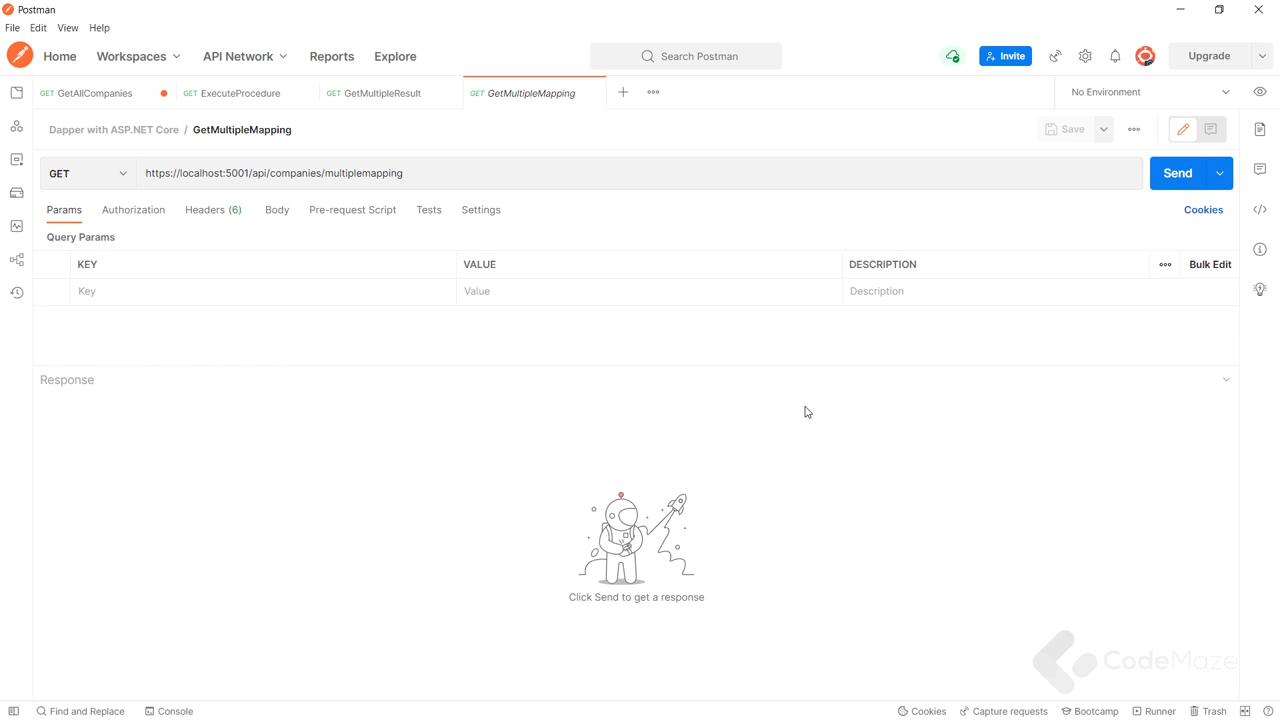 Postman
File Edit View Help
Home Workspaces API Network Reports Explore Search Postman Invite Upgrade
GET GetAllCompanies GET ExecuteProcedure GET GetMultipleResult GET GetMultipleMapping No Environment
Dapper with ASP.NET Core / GetMultipleMapping Save
GET https://localhost:5001/api/companies/multiplemapping Send
Params Authorization Headers (6) Body Pre-request Script Tests Settings Cookies
Query Params
KEY VALUE DESCRIPTION Bulk Edit
Key Value Description
Response
Click Send to get a response
CodeMaze
Find and Replace Console Cookies Capture requests Bootcamp Runner Trash